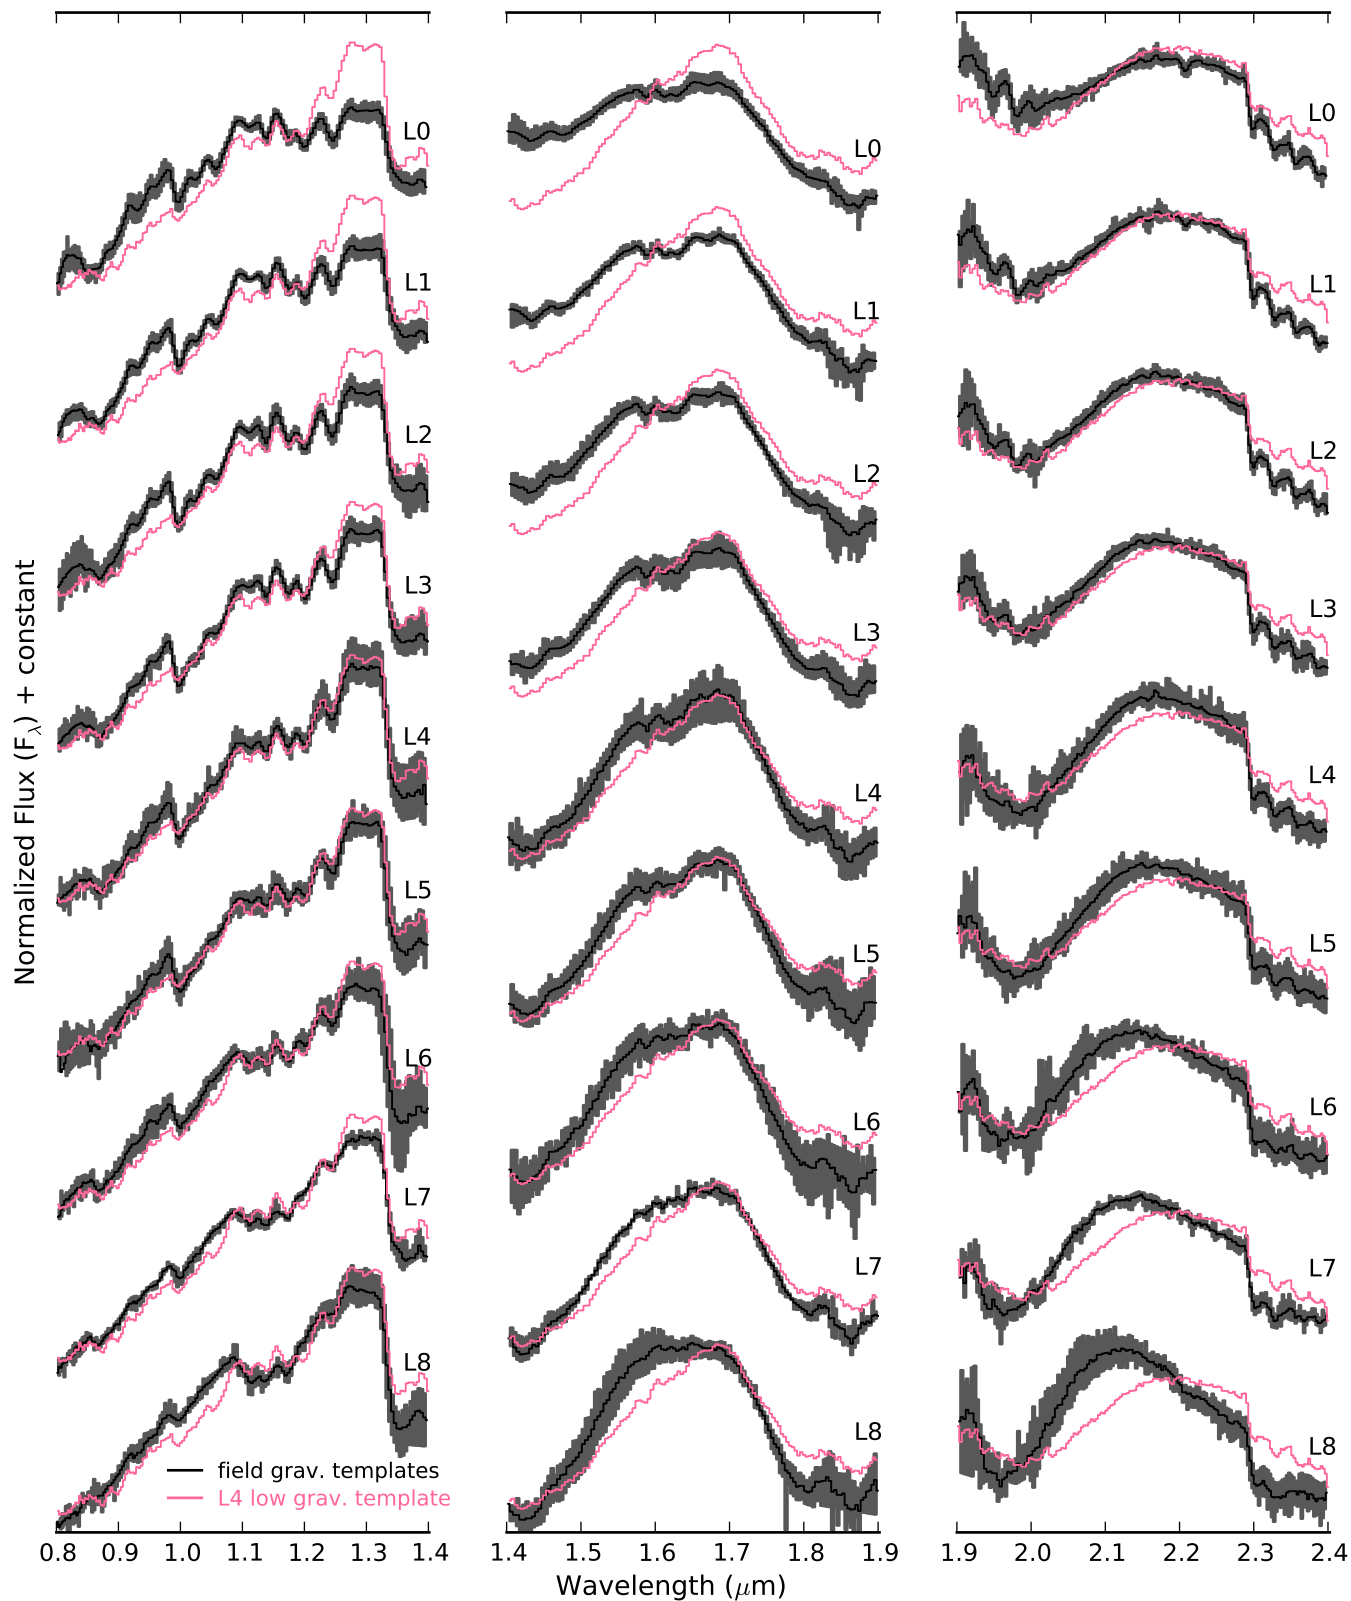 L0
L0
L0
L1
L1
L1
L2
L2
L2
L3
L3
L3
L4
L4
L4
L5
L5
L5
L6
L6
L6
L7
L7
L7
L8
L8
L8
Normalized Flux (Fλ) + constant
field grav. templates
L4 low grav. template
0.8 0.9 1.0 1.1 1.2 1.3 1.4
1.4 1.5 1.6 1.7 1.8 1.9
1.9 2.0 2.1 2.2 2.3 2.4
Wavelength (μm)